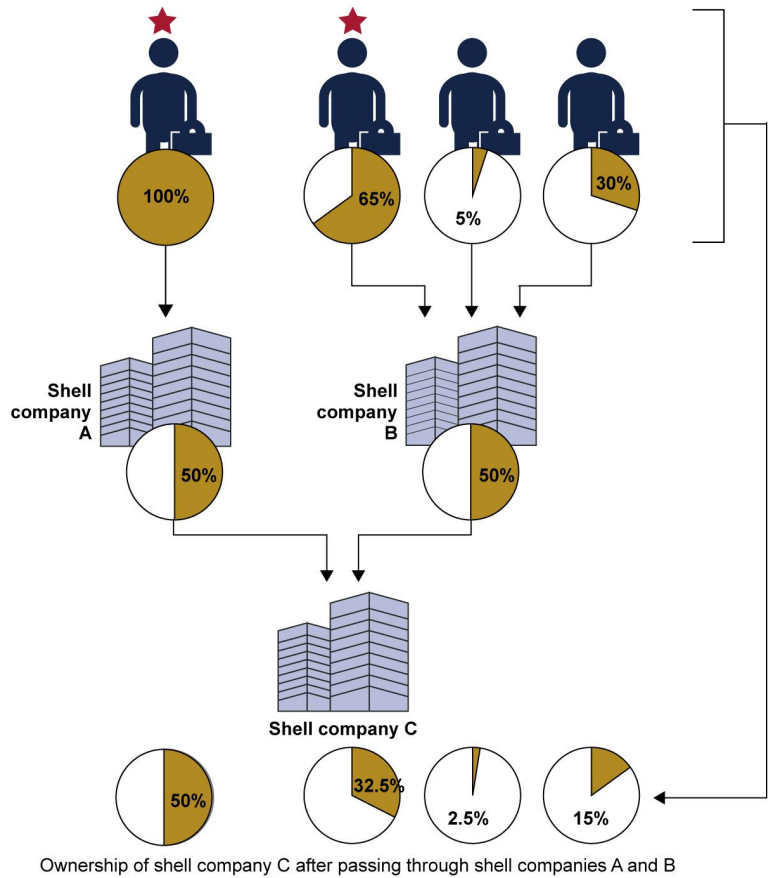 100%
65%
5%
30%
Shell
company
A
Shell
company
B
50%
50%
Shell company C
50%
32.5%
2.5%
15%
Ownership of shell company C after passing through shell companies A and B